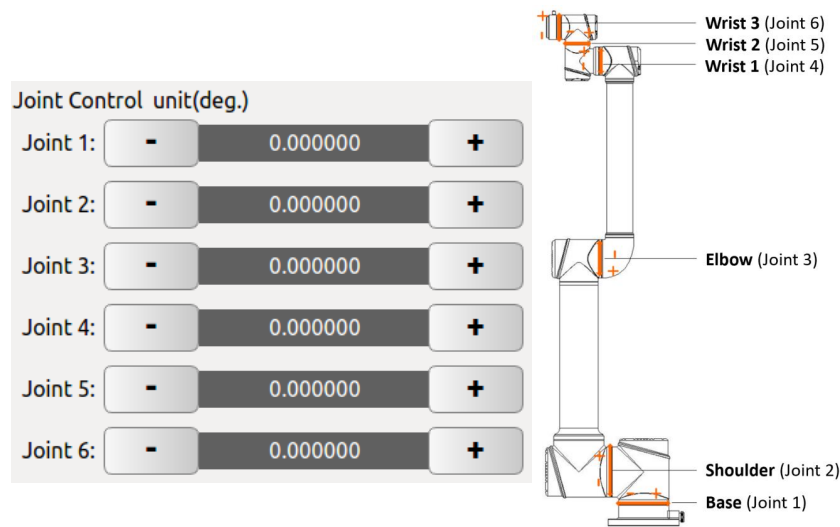 Joint Control unit(deg.)
Joint 1: - 0.000000 +
Joint 2: - 0.000000 +
Joint 3: - 0.000000 +
Joint 4: - 0.000000 +
Joint 5: - 0.000000 +
Joint 6: - 0.000000 +
Wrist 3 (Joint 6)
Wrist 2 (Joint 5)
Wrist 1 (Joint 4)
Elbow (Joint 3)
Shoulder (Joint 2)
Base (Joint 1)